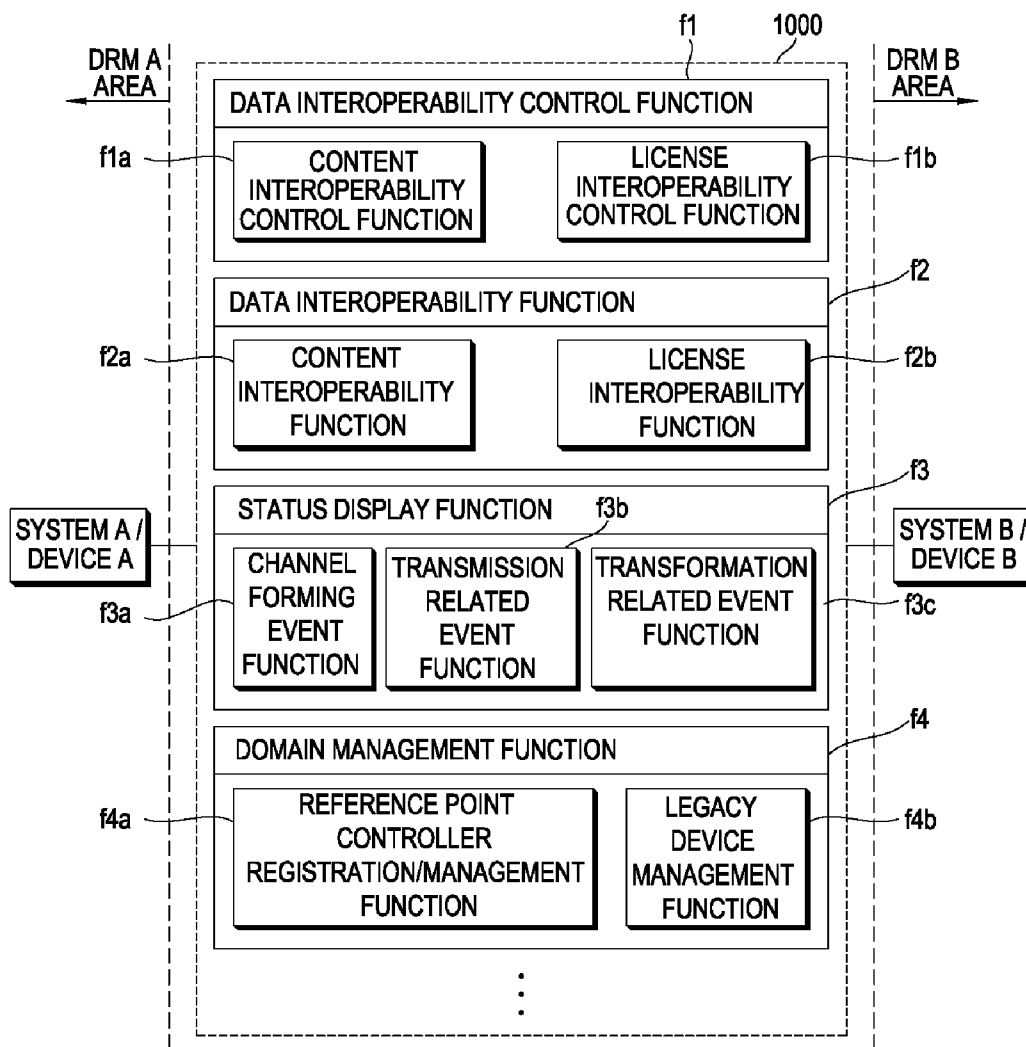 f1
1000
DRM A
AREA
DRM B
AREA
DATA INTEROPERABILITY CONTROL FUNCTION
f1a
CONTENT
INTEROPERABILITY
CONTROL FUNCTION
LICENSE
INTEROPERABILITY
CONTROL FUNCTION
f1b
f2
DATA INTEROPERABILITY FUNCTION
f2a
CONTENT
INTEROPERABILITY
FUNCTION
LICENSE
INTEROPERABILITY
FUNCTION
f2b
f3
STATUS DISPLAY FUNCTION
f3b
SYSTEM A /
DEVICE A
SYSTEM B /
DEVICE B
f3a
CHANNEL
FORMING
EVENT
FUNCTION
TRANSMISSION
RELATED
EVENT
FUNCTION
TRANSFORMATION
RELATED EVENT
FUNCTION
f3c
f4
DOMAIN MANAGEMENT FUNCTION
f4a
REFERENCE POINT
CONTROLLER
REGISTRATION/MANAGEMENT
FUNCTION
LEGACY
DEVICE
MANAGEMENT
FUNCTION
f4b